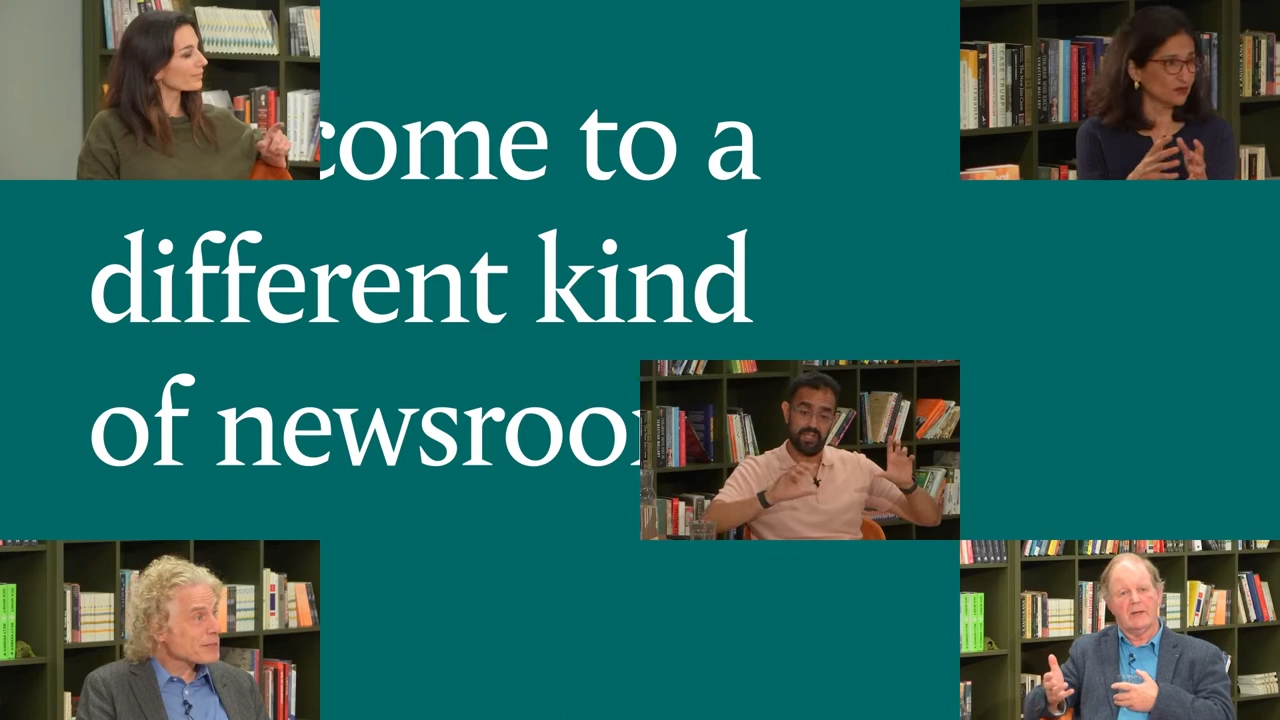 come to a
different kind
of newsroo